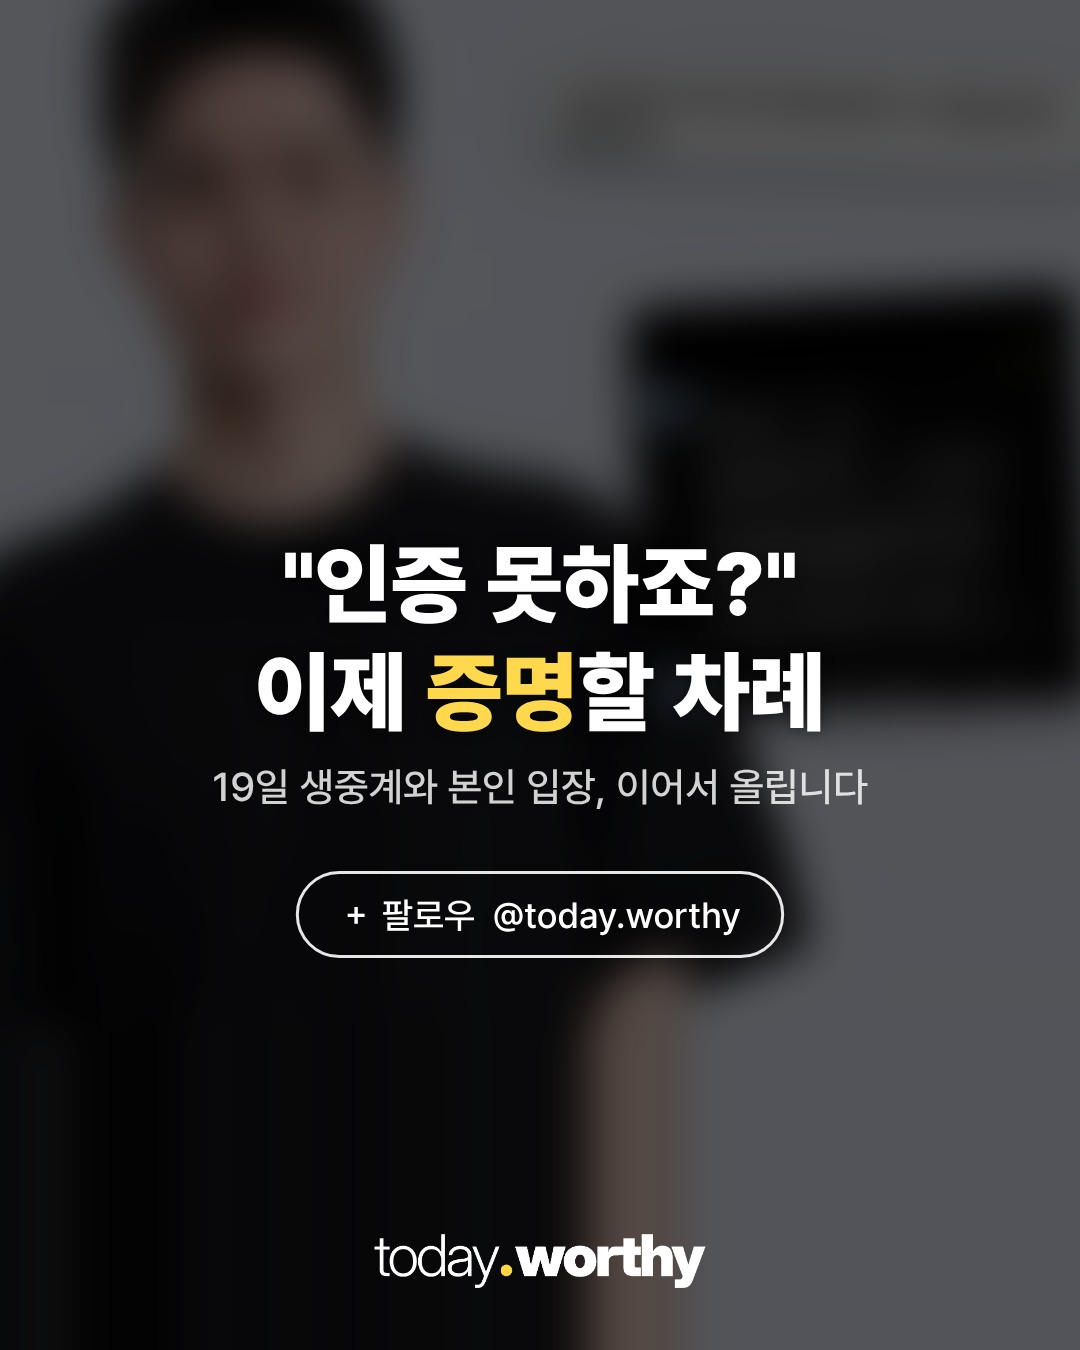 "인증 못하죠?"
이제 증명할 차례
19일 생중계와 본인 입장, 이어서 올립니다
+ 팔로우 @today.worthy
today.worthy